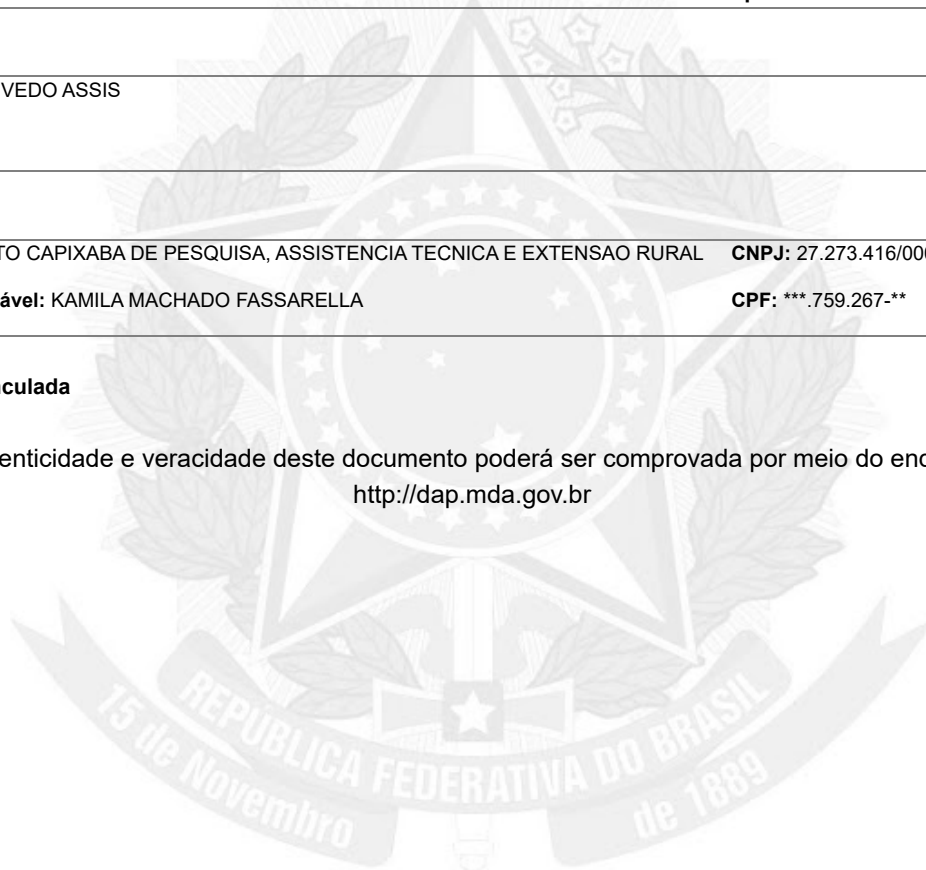 VEDO ASSIS
TO CAPIXABA DE PESQUISA, ASSISTENCIA TECNICA E EXTENSAO RURAL CNPJ: 27.273.416/000
ável: KAMILA MACHADO FASSARELLA CPF: ***.759.267-**
culada
enticidade e veracidade deste documento poderá ser comprovada por meio do end
http://dap.mda.gov.br
REPUBLICA FEDERATIVA DO BRASIL
15 de Novembro de 1889